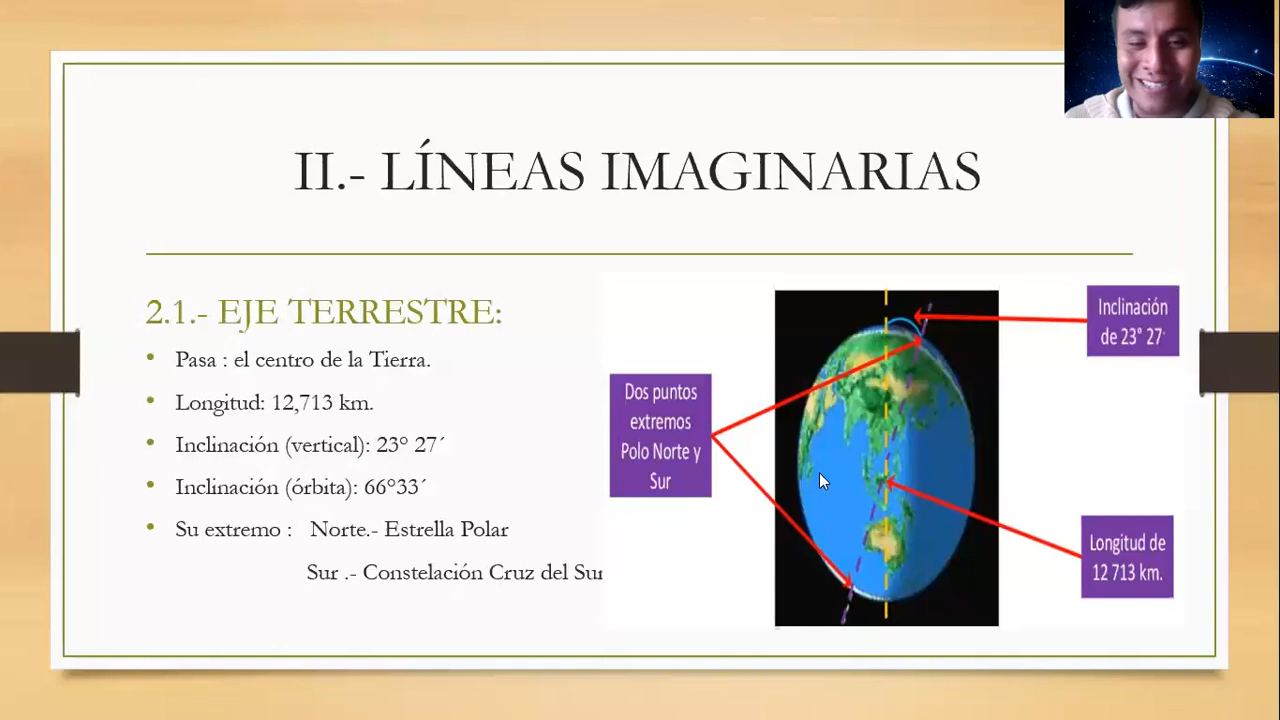 II.- LÍNEAS IMAGINARIAS
2.1.- EJE TERRESTRE:
• Pasa : el centro de la Tierra.
• Longitud: 12,713 km.
• Inclinación (vertical): 23° 27´
• Inclinación (órbita): 66°33´
• Su extremo : Norte.- Estrella Polar
Sur .- Constelación Cruz del Sur
Dos puntos
extremos
Polo Norte y
Sur
Inclinación
de 23° 27'
Longitud de
12 713 km.